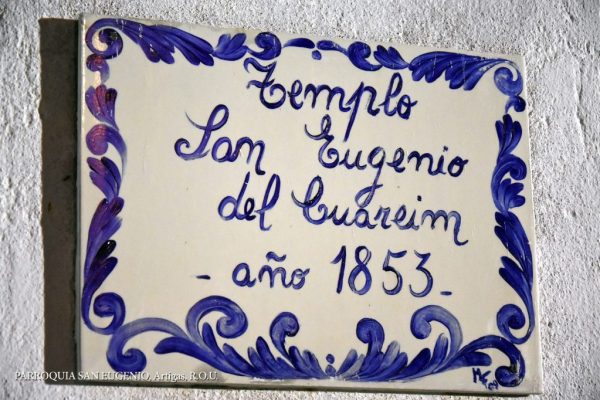 Templo
San Eugenio
del Cuareim
- año 1853 -
PARROQUIA SAN EUGENIO, Artigas, R.O.U